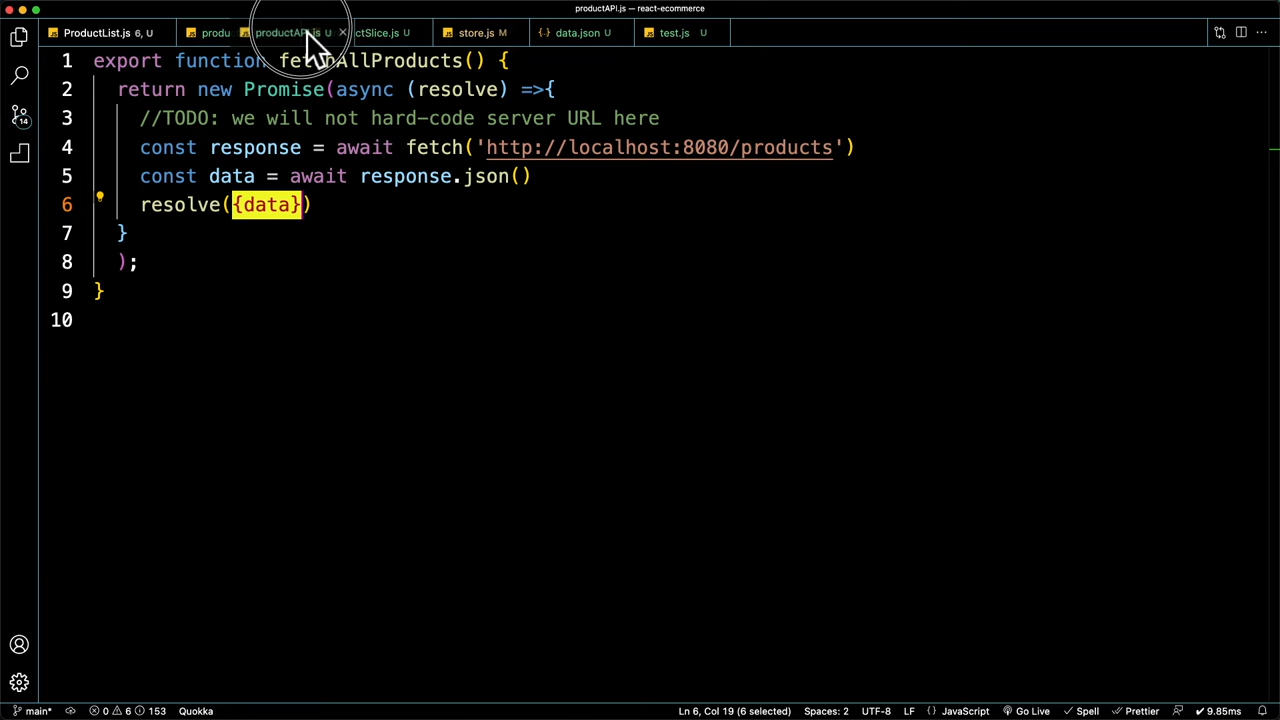 productAPI.js — react-ecommerce
ProductList.js 6, U
produ
productAPI.js U
ctSlice.js U
store.js M
data.json U
test.js U
1 export function fetchAllProducts() {
2 return new Promise(async (resolve) =>{
3 //TODO: we will not hard-code server URL here
4 const response = await fetch('http://localhost:8080/products')
5 const data = await response.json()
6 resolve({data})
7 }
8 );
9 }
10
14
main* 0 6 153 Quokka Ln 6, Col 19 (6 selected) Spaces: 2 UTF-8 LF {} JavaScript Go Live Spell Prettier 9.85ms